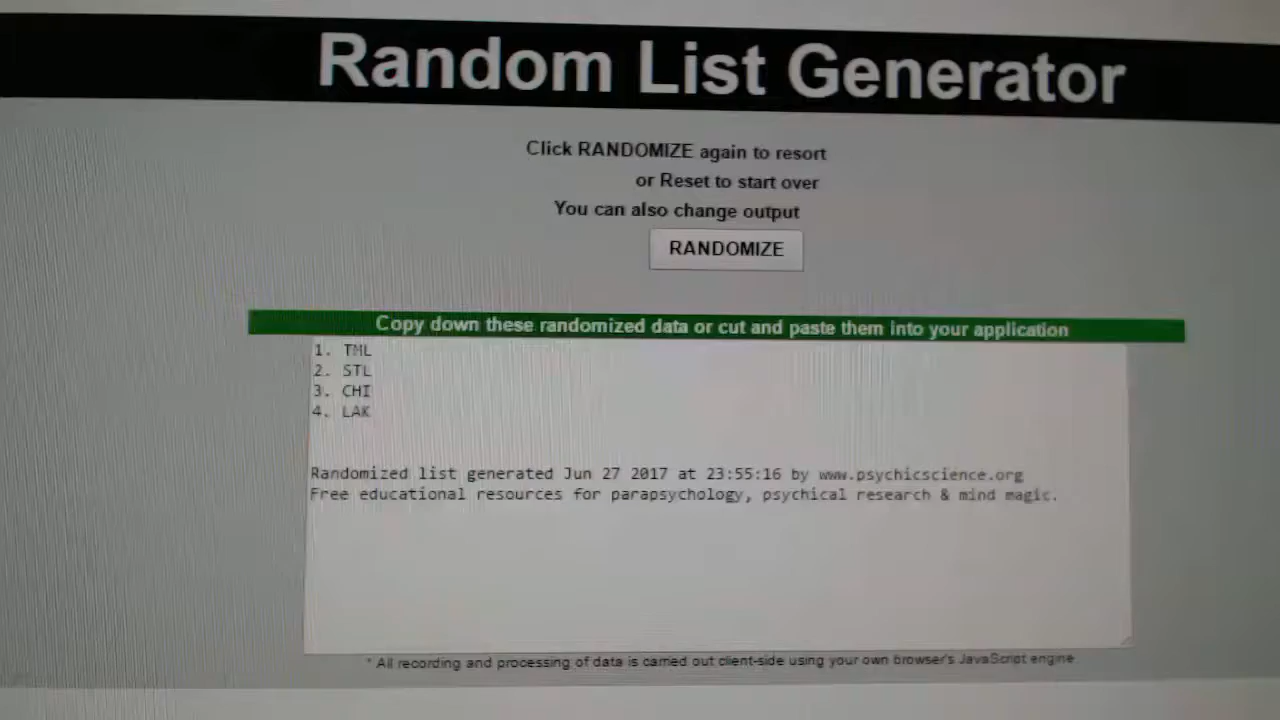 Random List Generator
Click RANDOMIZE again to resort
or Reset to start over
You can also change output
RANDOMIZE
Copy down these randomized data or cut and paste them into your application
1. TML
2. STL
3. CHI
4. LAK
Randomized list generated Jun 27 2017 at 23:55:16 by www.psychicscience.org
Free educational resources for parapsychology, psychical research & mind magic.
* All recording and processing of data is carried out client-side using your own browser's JavaScript engine